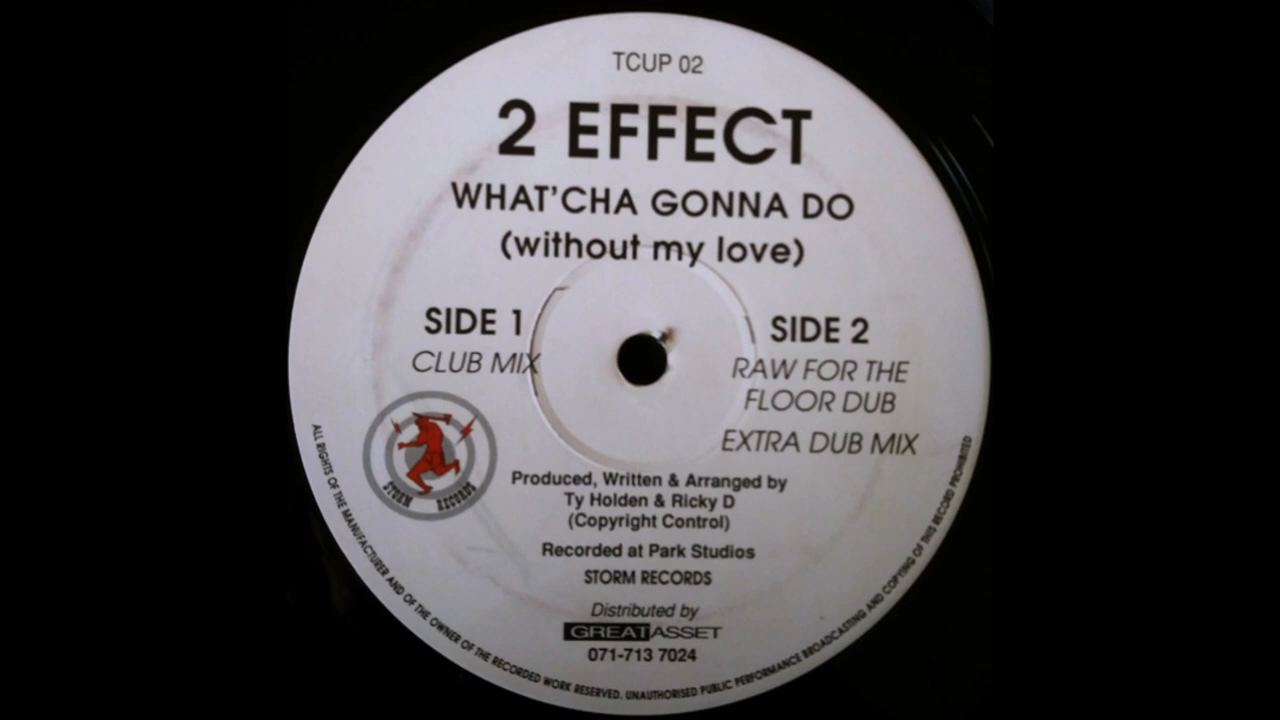 TCUP 02
2 EFFECT
WHAT'CHA GONNA DO
(without my love)
SIDE 1
CLUB MIX
SIDE 2
RAW FOR THE
FLOOR DUB
EXTRA DUB MIX
STORM RECORDS
Produced, Written & Arranged by
Ty Holden & Ricky D
(Copyright Control)
Recorded at Park Studios
STORM RECORDS
Distributed by
GREAT ASSET
071-713 7024
ALL RIGHTS OF THE MANUFACTURER AND OF THE OWNER OF THE RECORDED WORK RESERVED. UNAUTHORISED PUBLIC PERFORMANCE BROADCASTING AND COPYING OF THIS RECORD PROHIBITED